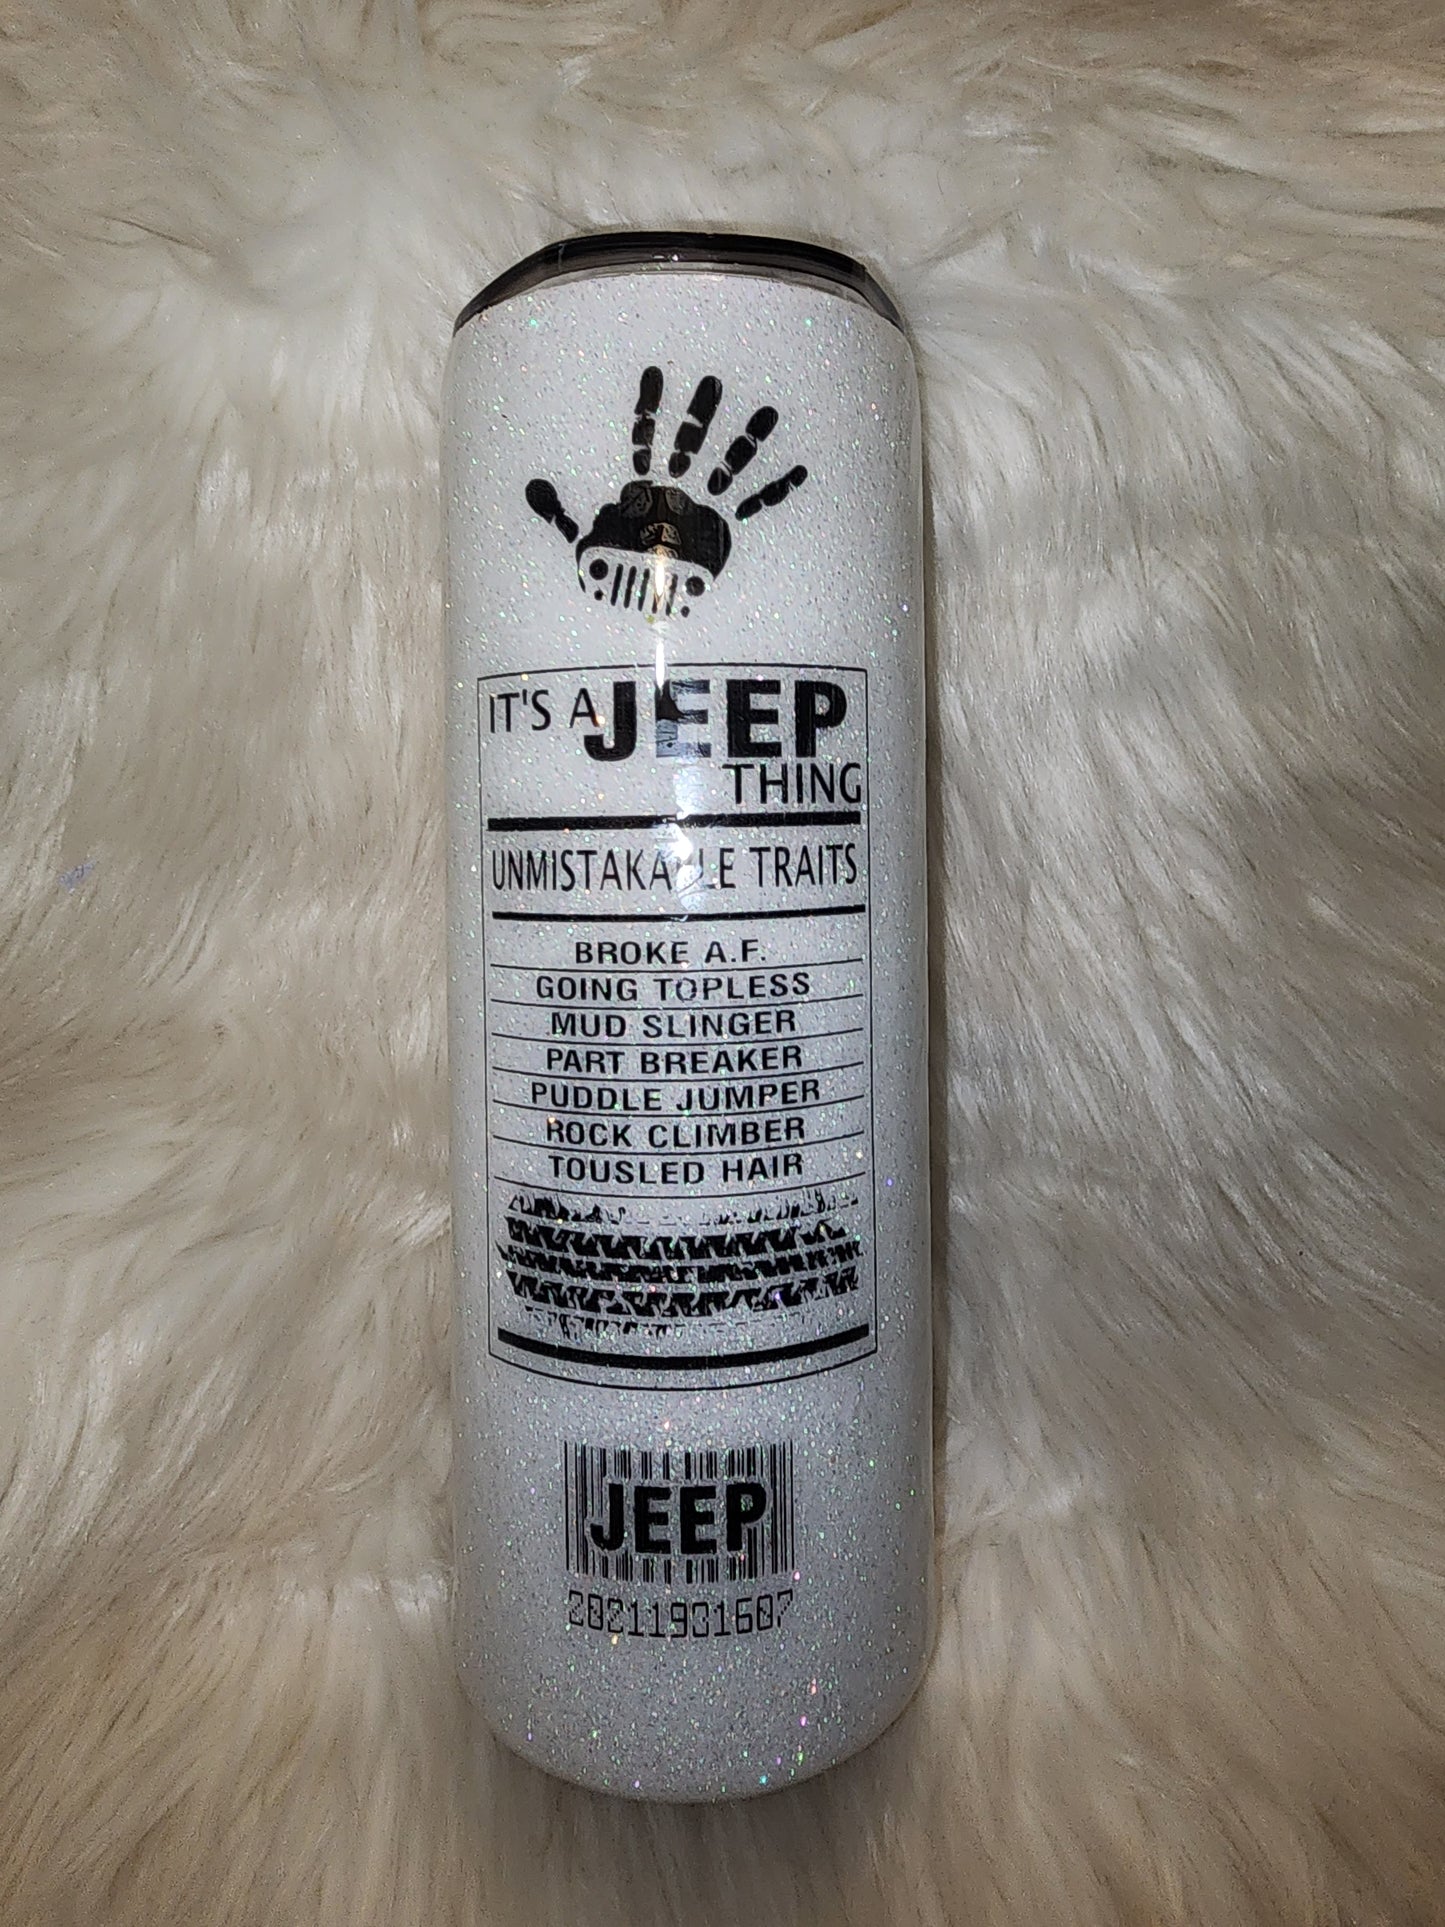 IT'S A JEEP
THING
UNMISTAKABLE TRAITS
BROKE A.F.
GOING TOPLESS
MUD SLINGER
PART BREAKER
PUDDLE JUMPER
ROCK CLIMBER
TOUSLED HAIR
JEEP
20211931607